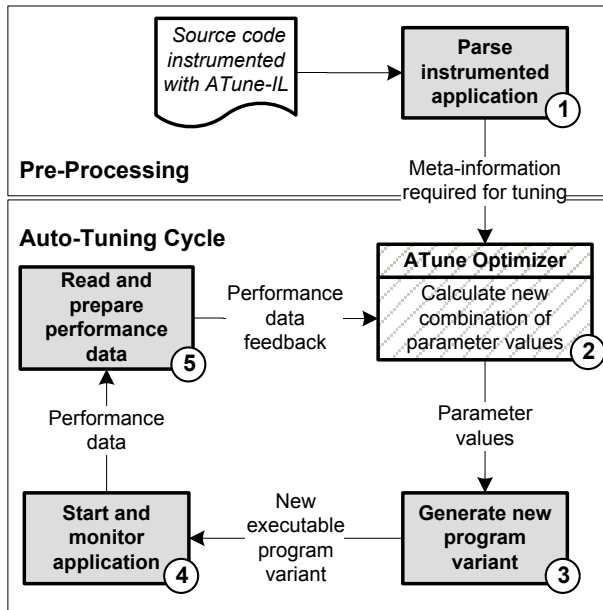 Source code
instrumented
with ATune-IL
Parse
instrumented
application
1
Pre-Processing
Meta-information
required for tuning
Auto-Tuning Cycle
ATune Optimizer
Calculate new
combination of
parameter values
2
Read and
prepare
performance
data
5
Performance
data
feedback
Performance
data
Parameter
values
Start and
monitor
application
4
New
executable
program
variant
Generate new
program
variant
3